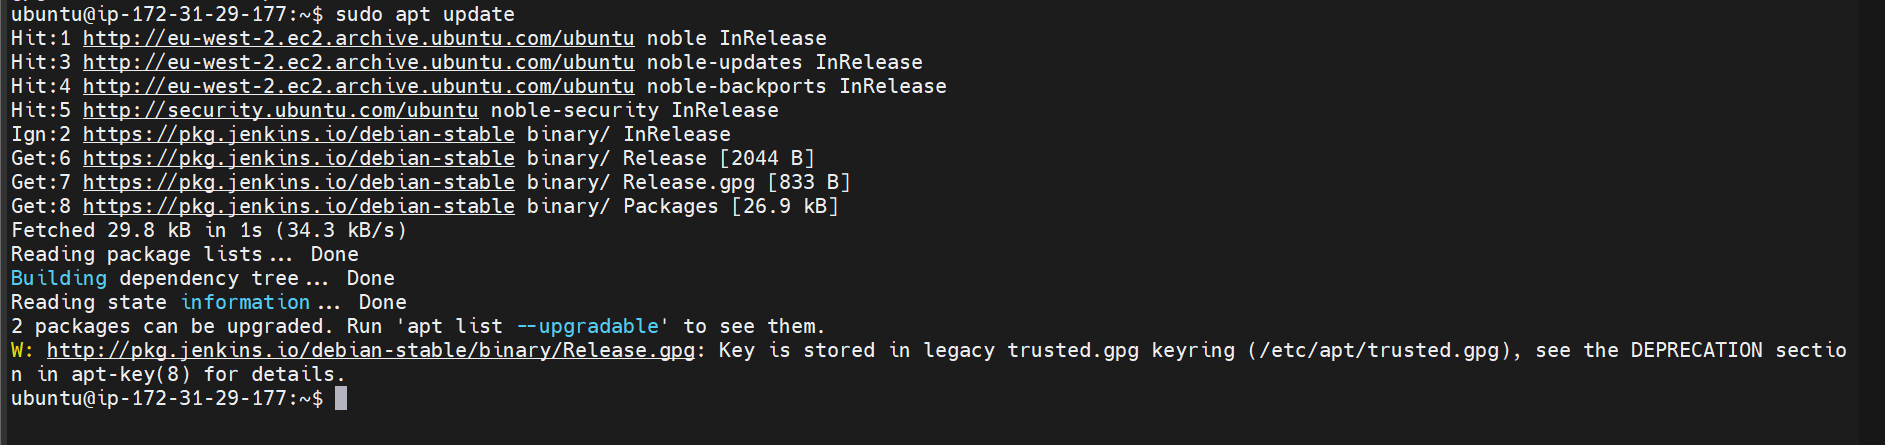 ubuntu@ip-172-31-29-177:~$ sudo apt update
Hit:1 http://eu-west-2.ec2.archive.ubuntu.com/ubuntu noble InRelease
Hit:3 http://eu-west-2.ec2.archive.ubuntu.com/ubuntu noble-updates InRelease
Hit:4 http://eu-west-2.ec2.archive.ubuntu.com/ubuntu noble-backports InRelease
Hit:5 http://security.ubuntu.com/ubuntu noble-security InRelease
Ign:2 https://pkg.jenkins.io/debian-stable binary/ InRelease
Get:6 https://pkg.jenkins.io/debian-stable binary/ Release [2044 B]
Get:7 https://pkg.jenkins.io/debian-stable binary/ Release.gpg [833 B]
Get:8 https://pkg.jenkins.io/debian-stable binary/ Packages [26.9 kB]
Fetched 29.8 kB in 1s (34.3 kB/s)
Reading package lists... Done
Building dependency tree... Done
Reading state information... Done
2 packages can be upgraded. Run 'apt list --upgradable' to see them.
W: http://pkg.jenkins.io/debian-stable/binary/Release.gpg: Key is stored in legacy trusted.gpg keyring (/etc/apt/trusted.gpg), see the DEPRECATION sectio
n in apt-key(8) for details.
ubuntu@ip-172-31-29-177:~$